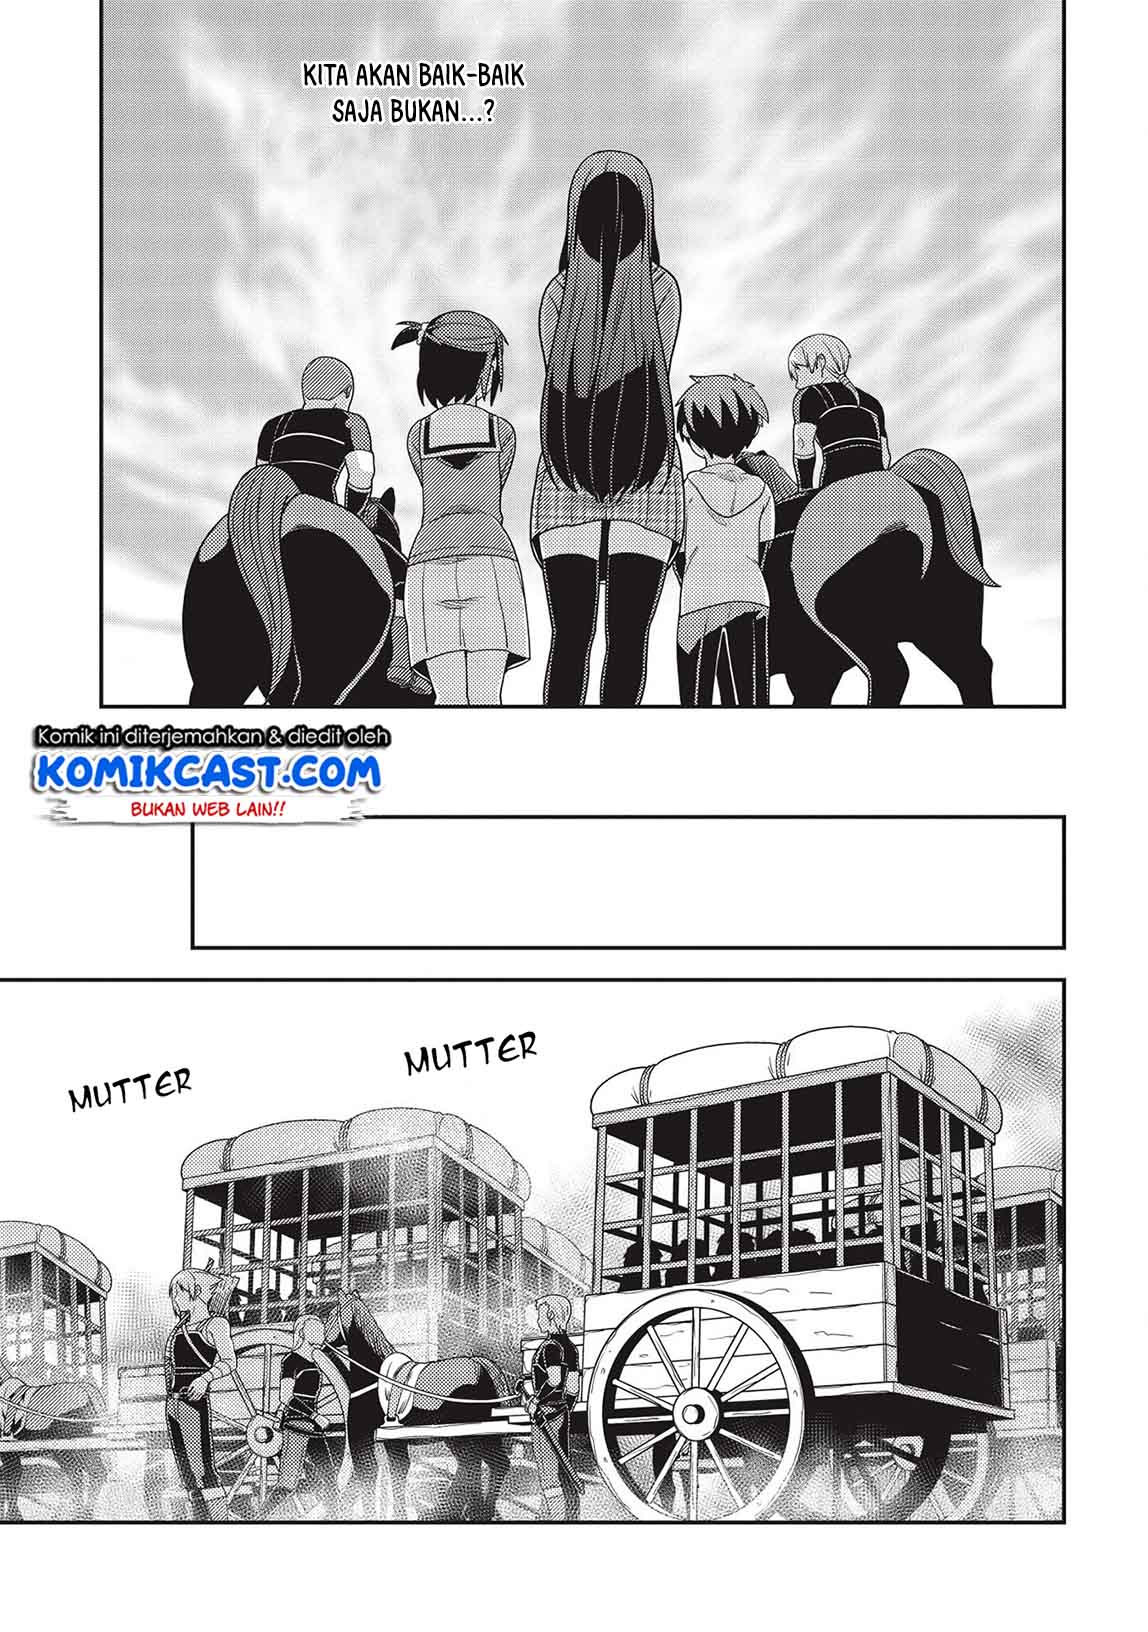 KITA AKAN BAIK-BAIK
SAJA BUKAN...?
Komik ini diterjemahkan & diedit oleh
KOMIKCAST.COM
BUKAN WEB LAIN!!
MUTTER
MUTTER